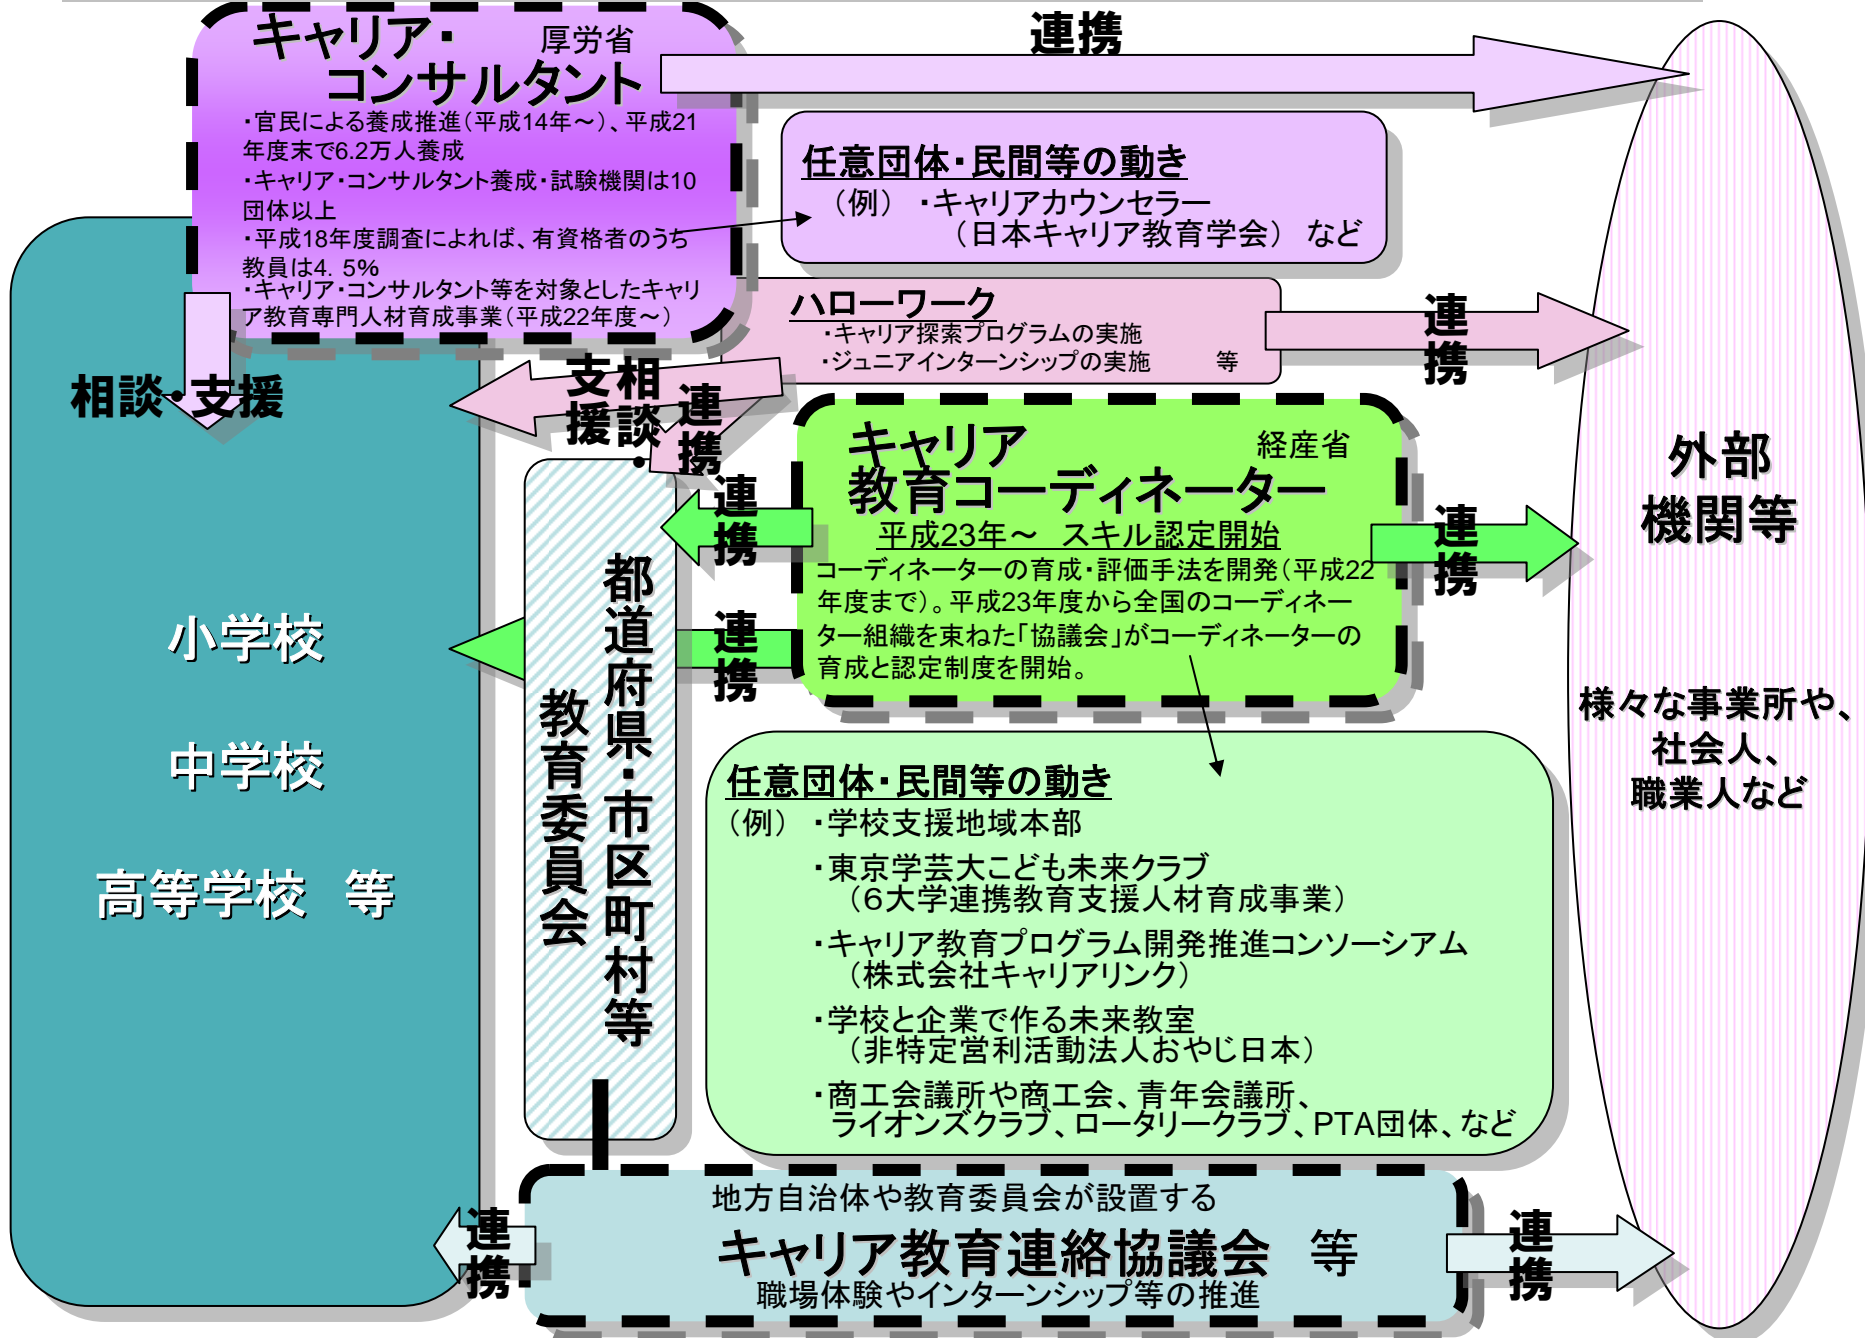 キャリア・　厚労省
コンサルタント
・官民による養成推進（平成14年～）、平成21
年度末で6.2万人養成
・キャリア・コンサルタント養成・試験機関は10
団体以上
・平成18年度調査によれば、有資格者のうち
教員は4．5%
・キャリア・コンサルタント等を対象としたキャリ
ア教育専門人材育成事業（平成22年度～）
連携
任意団体・民間等の動き
（例）・キャリアカウンセラー
（日本キャリア教育学会）　など
ハローワーク
・キャリア探索プログラムの実施
・ジュニアインターンシップの実施　　等
連携
相談・支援
相談・
支援
連携
キャリア　経産省
教育コーディネーター
平成23年～　スキル認定開始
コーディネーターの育成・評価手法を開発（平成22
年度まで）。平成23年度から全国のコーディネー
ター組織を束ねた「協議会」がコーディネーターの
育成と認定制度を開始。
連携
連携
連携
外部
機関等
様々な事業所や、
社会人、
職業人など
小学校
中学校
高等学校　等
都道府県・市区町村等
教育委員会
任意団体・民間等の動き
（例）・学校支援地域本部
・東京学芸大こども未来クラブ
（６大学連携教育支援人材育成事業）
・キャリア教育プログラム開発推進コンソーシアム
（株式会社キャリアリンク）
・学校と企業で作る未来教室
（非特定営利活動法人おやじ日本）
・商工会議所や商工会、青年会議所、
ライオンズクラブ、ロータリークラブ、PTA団体、など
地方自治体や教育委員会が設置する
キャリア教育連絡協議会　等
職場体験やインターンシップ等の推進
連携
連携